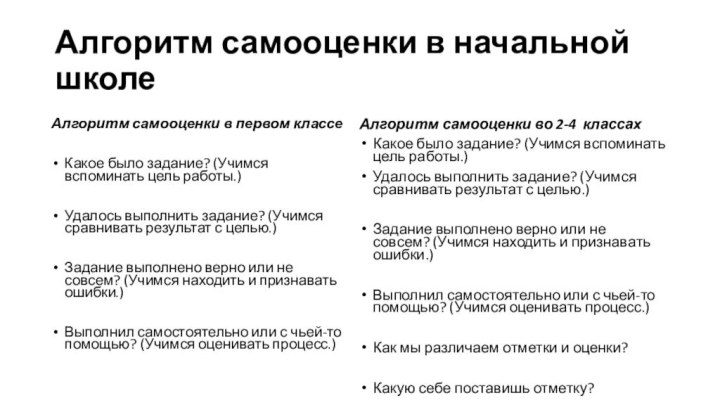 Алгоритм самооценки в начальной
школе
Алгоритм самооценки в первом классе
• Какое было задание? (Учимся
вспоминать цель работы.)
• Удалось выполнить задание? (Учимся
сравнивать результат с целью.)
• Задание выполнено верно или не
совсем? (Учимся находить и признавать
ошибки.)
• Выполнил самостоятельно или с чьей-то
помощью? (Учимся оценивать процесс.)
Алгоритм самооценки во 2-4 классах
• Какое было задание? (Учимся вспоминать
цель работы.)
• Удалось выполнить задание? (Учимся
сравнивать результат с целью.)
• Задание выполнено верно или не
совсем? (Учимся находить и признавать
ошибки.)
• Выполнил самостоятельно или с чьей-то
помощью? (Учимся оценивать процесс.)
• Как мы различаем отметки и оценки?
• Какую себе поставишь отметку?